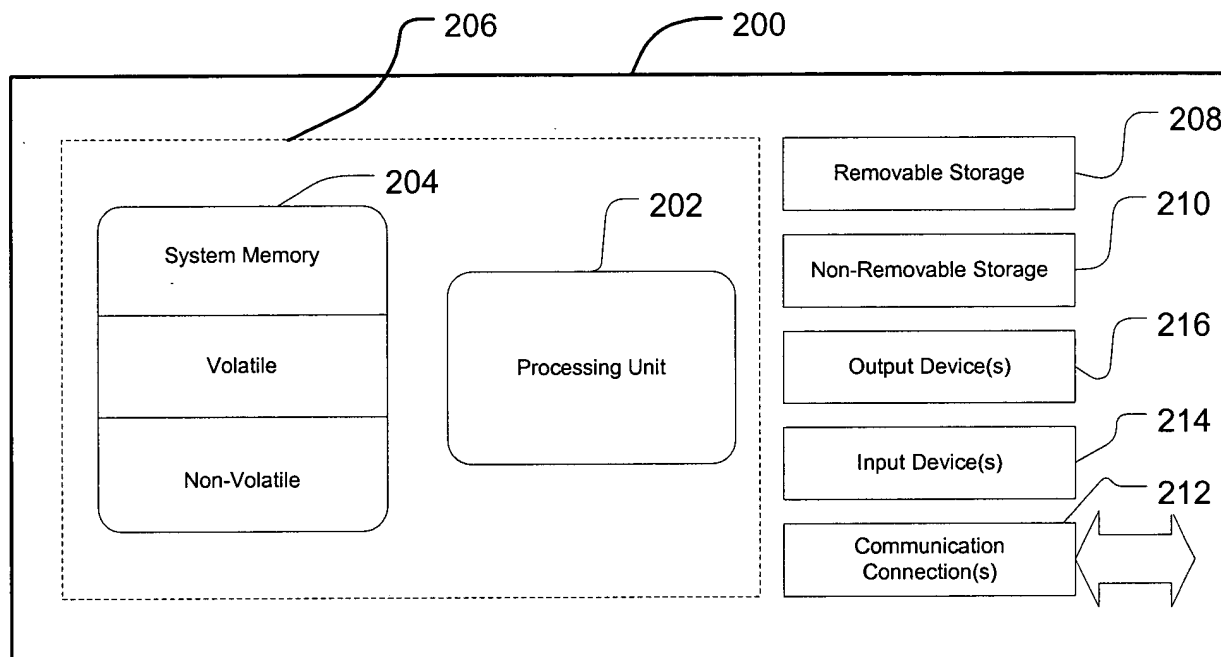 206
200
208
Removable Storage
204
202
210
System Memory
Non-Removable Storage
216
Volatile
Processing Unit
Output Device(s)
214
Input Device(s)
Non-Volatile
212
Communication
Connection(s)